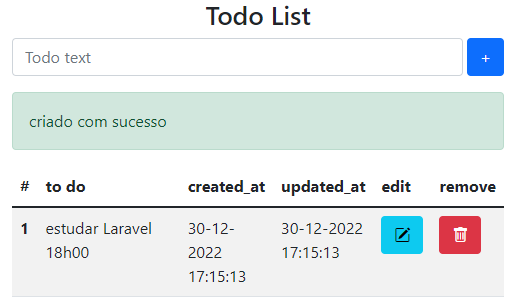 Todo List
Todo text
+
criado com sucesso
# to do created_at updated_at edit remove
1 estudar Laravel 30-12- 30-12-2022
18h00 2022 17:15:13
17:15:13